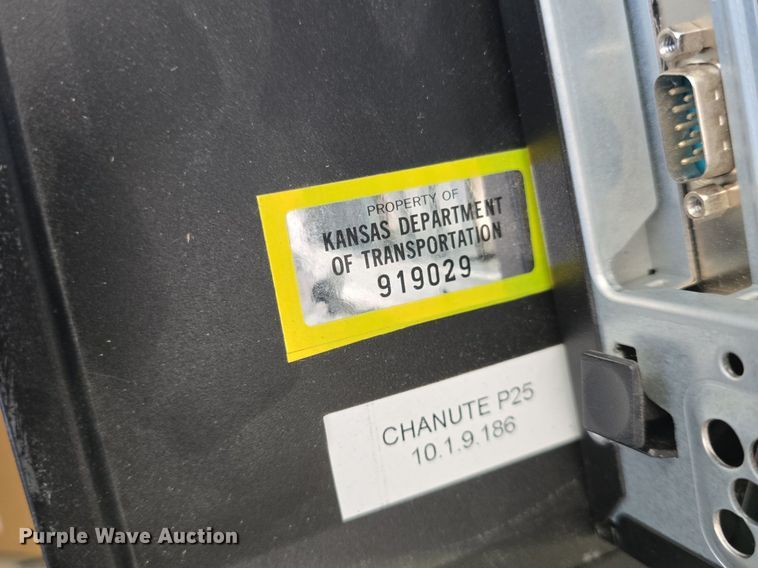 PROPERTY OF
KANSAS DEPARTMENT
OF TRANSPORTATION
919029
CHANUTE P25
10.1.9.186
Purple Wave Auction